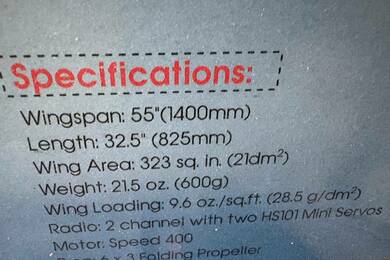 Specifications:
Wingspan: 55"(1400mm)
Length: 32.5" (825mm)
Wing Area: 323 sq. in. (21dm²)
Weight: 21.5 oz. (600g)
Wing Loading: 9.6 oz./sq.ft. (28.5 g/dm²)
Radio: 2 channel with two HS101 Mini Servos
Motor: Speed 400
6 x 3 Folding Propeller